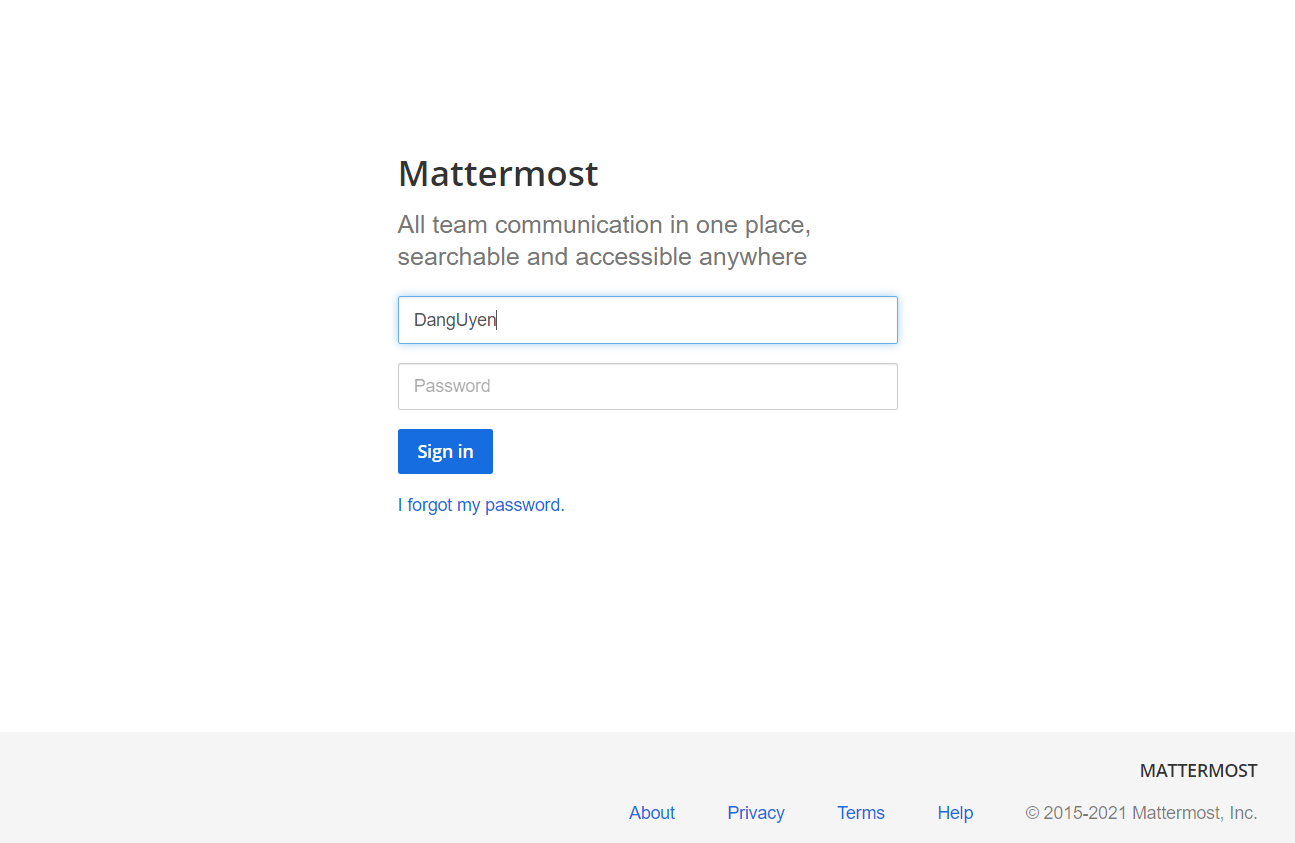 Mattermost
All team communication in one place,
searchable and accessible anywhere
DangUyen
Password
Sign in
I forgot my password.
MATTERMOST
About Privacy Terms Help © 2015-2021 Mattermost, Inc.